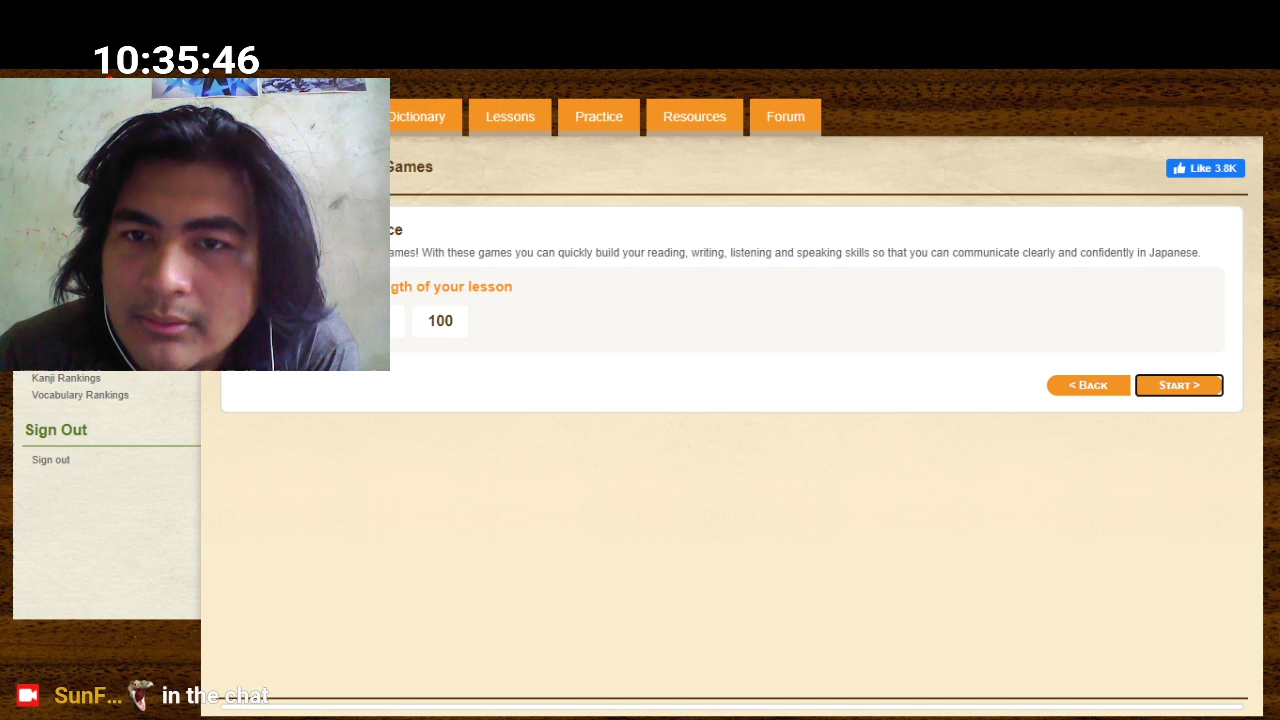 10:35:46
Dictionary
Lessons
Practice
Resources
Forum
Games
Like 3.8K
games! With these games you can quickly build your reading, writing, listening and speaking skills so that you can communicate clearly and confidently in Japanese.
gth of your lesson
100
Kanji Rankings
Vocabulary Rankings
< BACK
START >
Sign Out
Sign out
SunF... in the chat